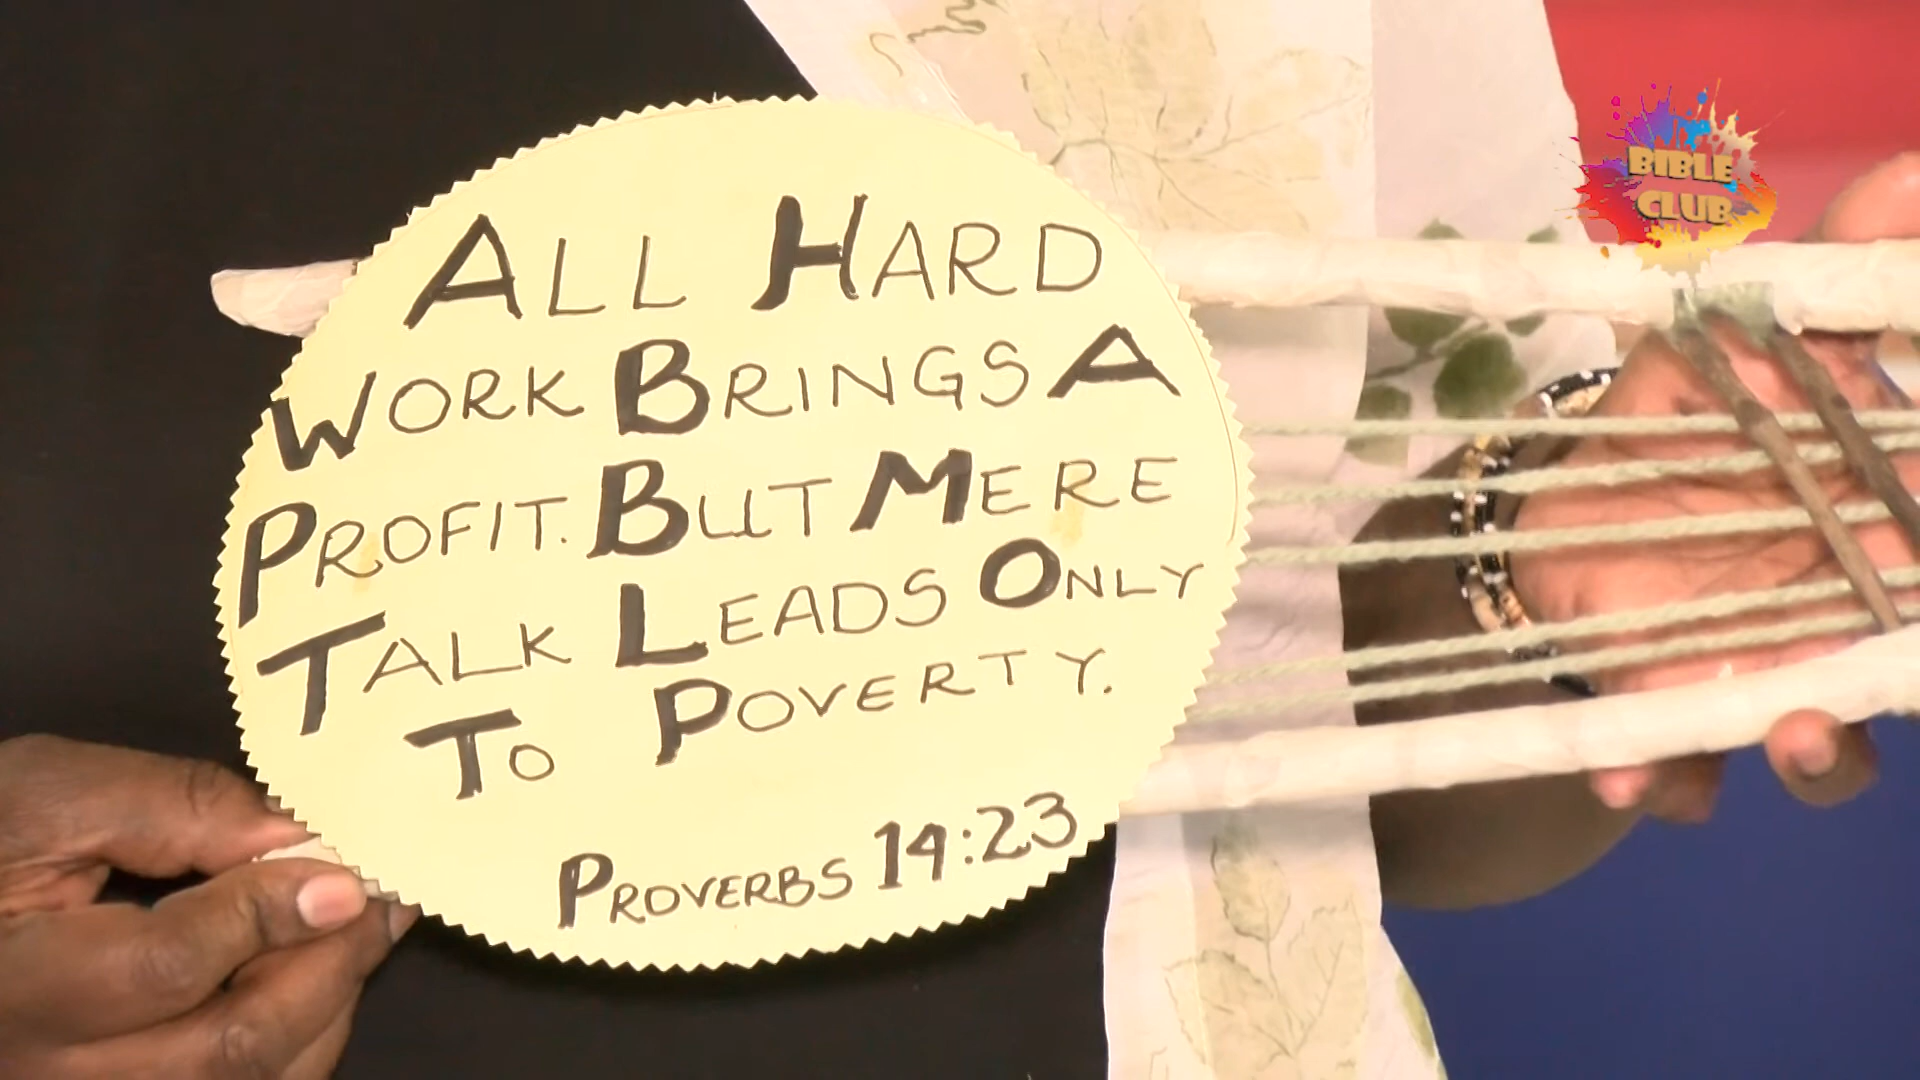 ALL HARD
WORK BRINGS A
PROFIT. BUT MERE
TALK LEADS ONLY
TO POVERTY.
PROVERBS 14:23
BIBLE
CLUB